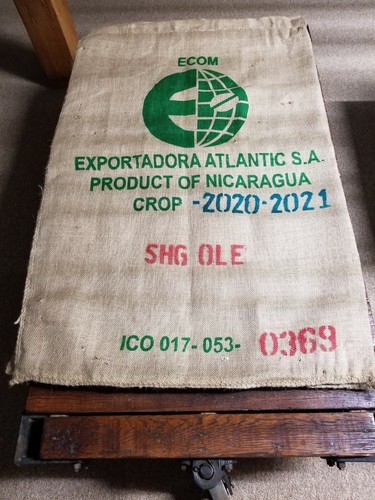 ECOM
EXPORTADORA ATLANTIC S.A.
PRODUCT OF NICARAGUA
CROP -2020-2021
SHG OLE
ICO 017- 053- 0369